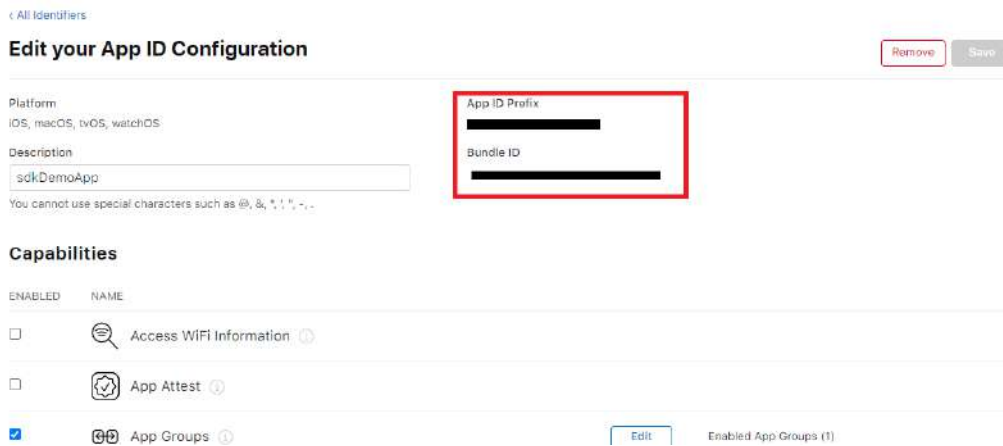 < All Identifiers
Edit your App ID Configuration
Remove
Save
Platform
iOS, macOS, tvOS, watchOS
App ID Prefix
Description
Bundle ID
sdkDemoApp
You cannot use special characters such as @, &, *, ', ", -, .
Capabilities
ENABLED NAME
Access WiFi Information
App Attest
App Groups
Edit
Enabled App Groups (1)